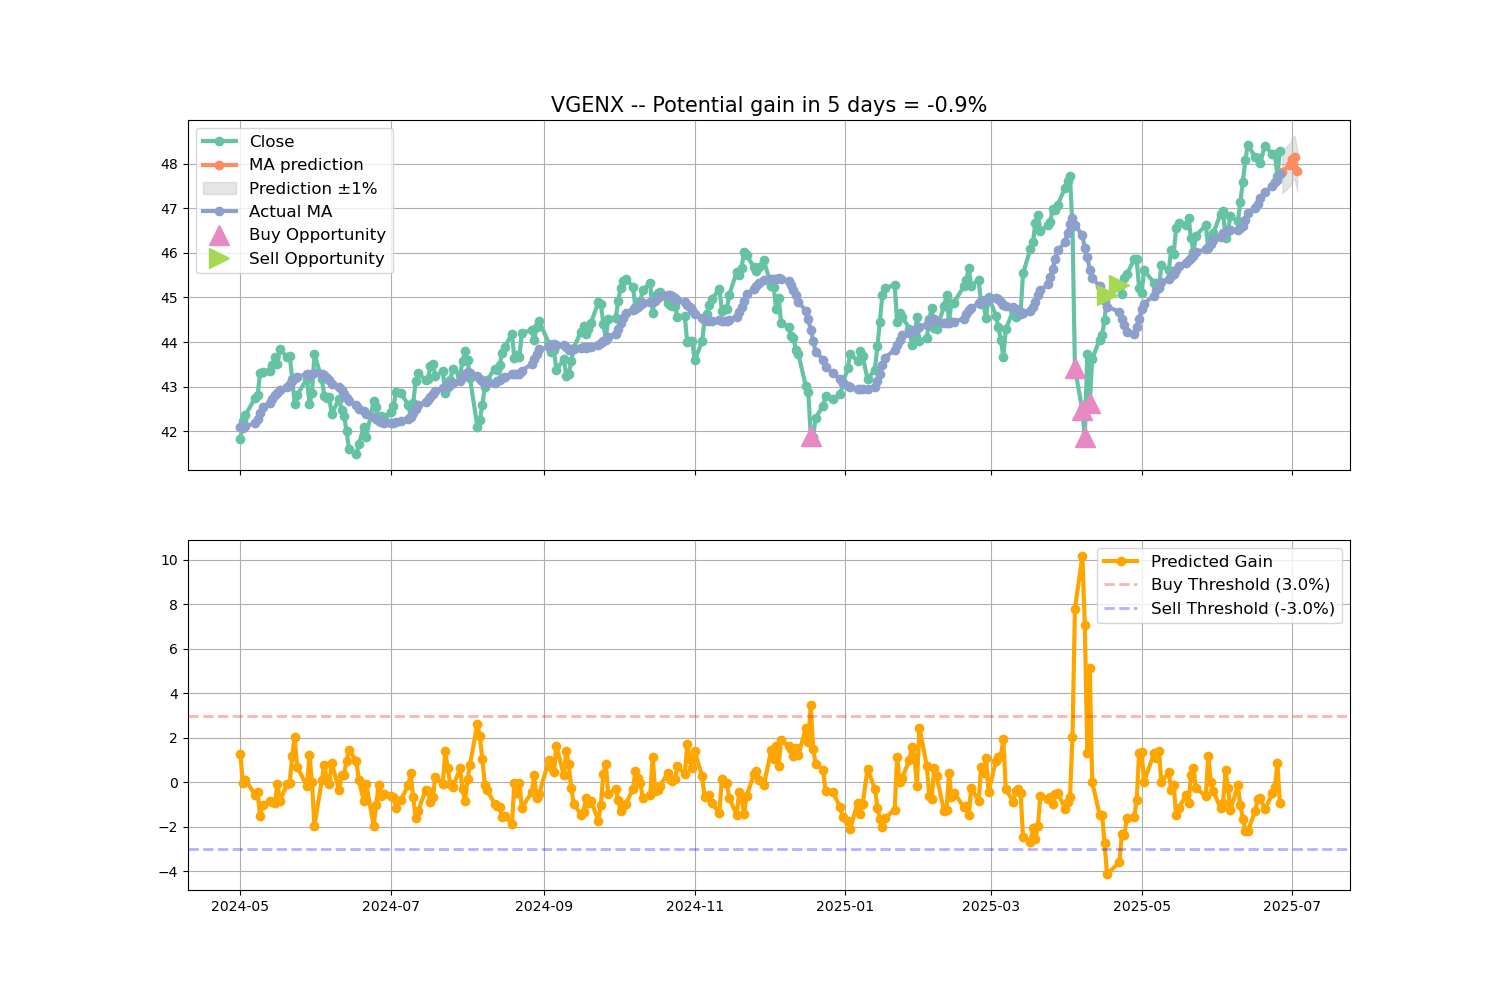 VGENX -- Potential gain in 5 days = -0.9%
Close
MA prediction
Prediction ±1%
Actual MA
Buy Opportunity
Sell Opportunity
48
47
46
45
44
43
42
Predicted Gain
Buy Threshold (3.0%)
Sell Threshold (-3.0%)
10
8
6
4
2
0
−2
−4
2024-05
2024-07
2024-09
2024-11
2025-01
2025-03
2025-05
2025-07